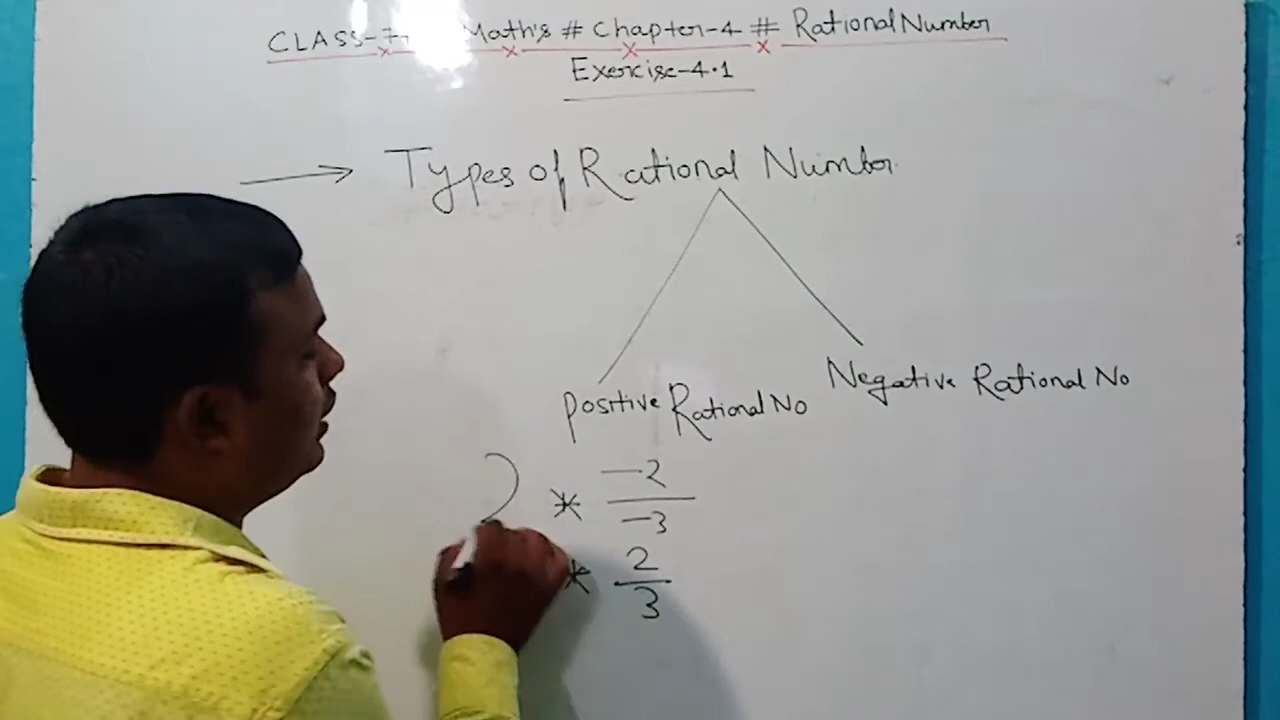 CLASS-7 Math's # Chapter-4 # Rational Number
Exercise-4.1
→ Types of Rational Number
Positive Rational No
Negative Rational No
* -2/-3
* 2/3